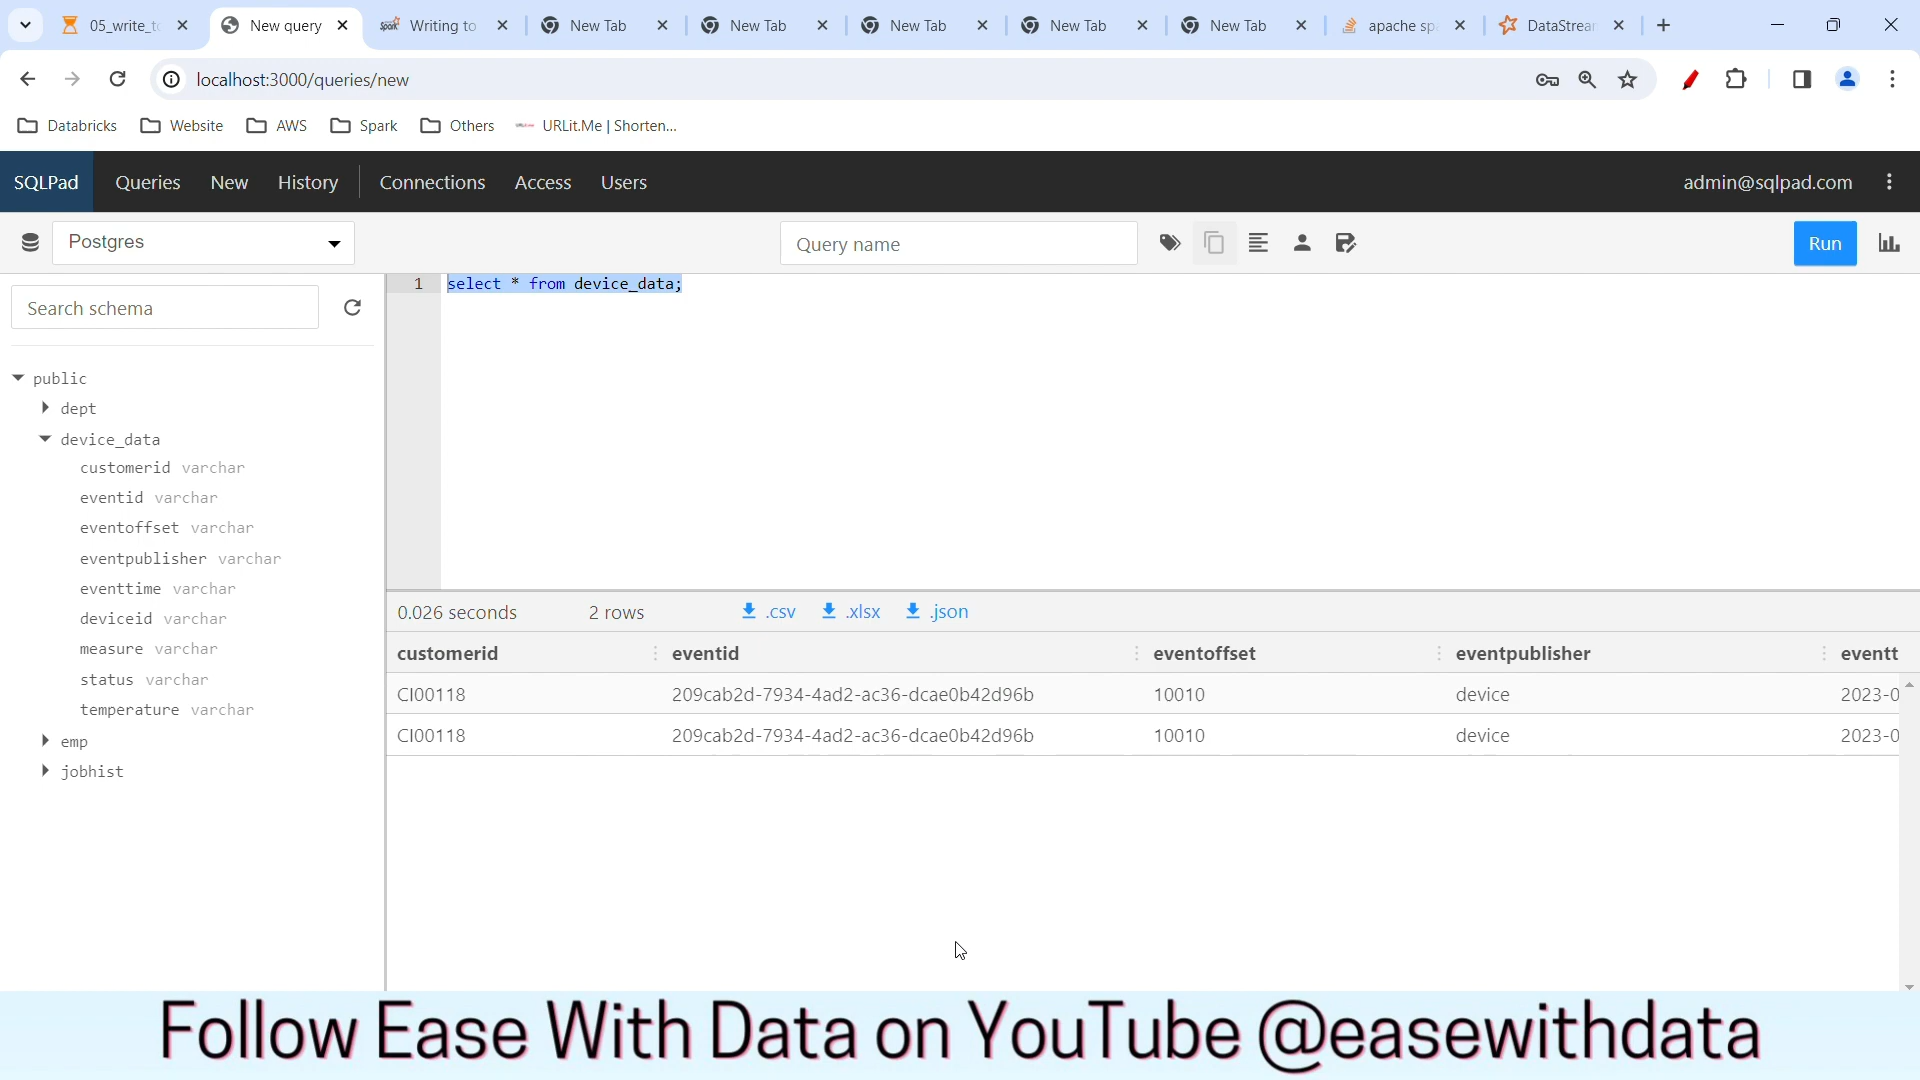 05_write_to
New query
Writing to
New Tab
New Tab
New Tab
New Tab
New Tab
apache sp
DataStrea
localhost:3000/queries/new
Databricks
Website
AWS
Spark
Others
URLit.Me | Shorten...
SQLPad
Queries
New
History
Connections
Access
Users
admin@sqlpad.com
Postgres
Query name
Run
1
select * from device_data;
Search schema
public
dept
device_data
customerid varchar
eventid varchar
eventoffset varchar
eventpublisher varchar
eventtime varchar
deviceid varchar
measure varchar
status varchar
temperature varchar
emp
jobhist
0.026 seconds
2 rows
.csv
.xlsx
.json
customerid eventid eventoffset eventpublisher eventt
CI00118 209cab2d-7934-4ad2-ac36-dcae0b42d96b 10010 device 2023-0
CI00118 209cab2d-7934-4ad2-ac36-dcae0b42d96b 10010 device 2023-0
Follow Ease With Data on YouTube @easewithdata